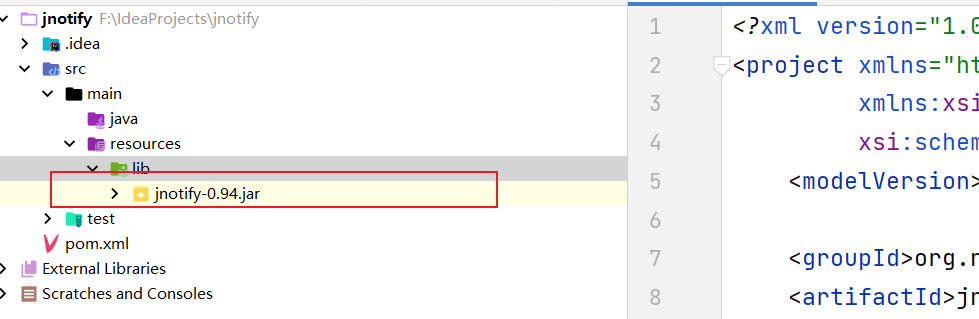 jnotify F:\IdeaProjects\jnotify
.idea
src
main
java
resources
lib
jnotify-0.94.jar
test
pom.xml
External Libraries
Scratches and Consoles
1 <?xml version="1.0
2 <project xmlns="ht
3 xmlns:xsi
4 xsi:schem
5 <modelVersion>
6
7 <groupId>org.n
8 <artifactId>jn